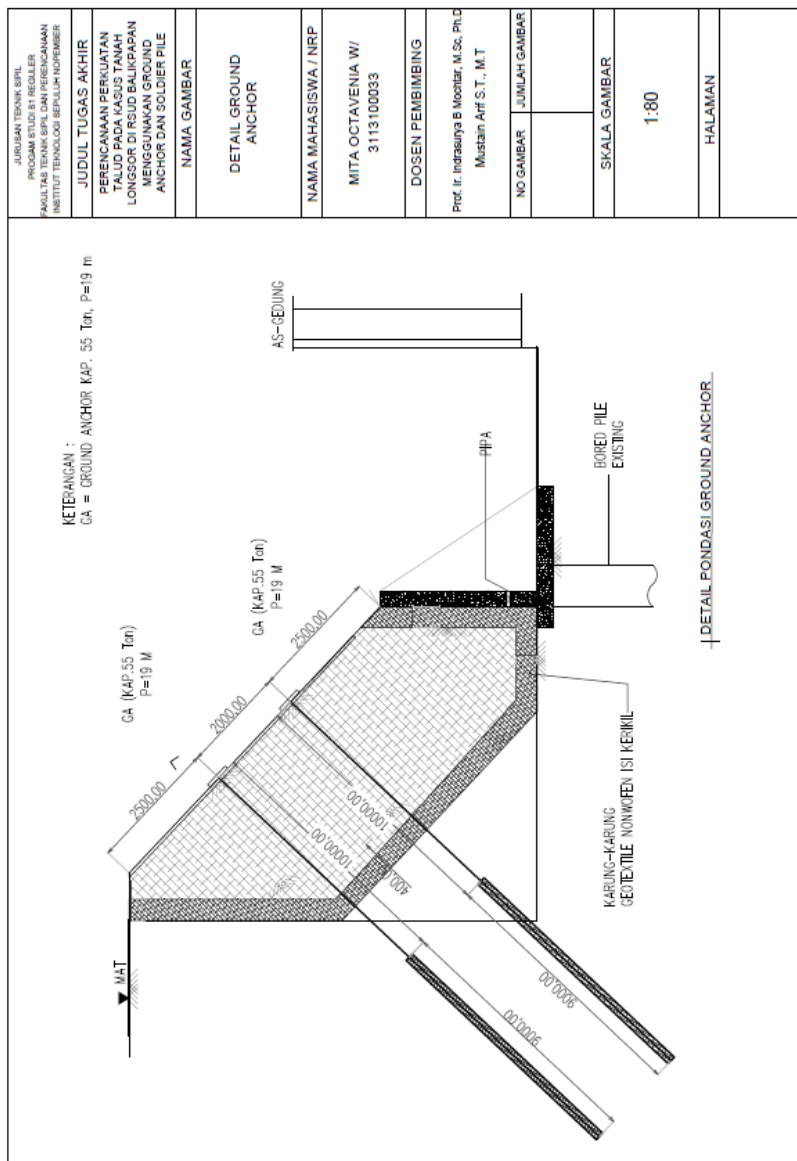 JURUSAN TEKNIK SIPIL
PROGAM STUDI S1 REGULER
FAKULTAS TEKNIK SIPIL DAN PERENCANAAN
INSTITUT TEKNOLOGI SEPULUH NOPEMBER
JUDUL TUGAS AKHIR
PERENCANAAN PERKUATAN
TALUD PADA KASUS TANAH
LONGSOR DI RSUD BALIKPAPAN
MENGGUNAKAN GROUND
ANCHOR DAN SOLDIER PILE
NAMA GAMBAR
DETAIL GROUND
ANCHOR
NAMA MAHASISWA / NRP
MITA OCTAVENIA W/
3113100033
DOSEN PEMBIMBING
Prof. Ir. Indrasurya B Mochtar, M.Sc, Ph.D
Mustain Arif S.T., M.T
NO GAMBAR
JUMLAH GAMBAR
SKALA GAMBAR
1:80
HALAMAN
KETERANGAN :
GA = GROUND ANCHOR KAP. 55 Ton, P=19 m
MAT
GA (KAP.55 Ton)
P=19 M
GA (KAP.55 Ton)
P=19 M
AS-GEDUNG
2500,00
2000,00
2500,00
10000,00
10000,00
400,00
9000,00
9000,00
PIPA
BORED PILE
EXISTING
KARUNG-KARUNG
GEOTEXTILE NONWOFEN ISI KERIKIL
DETAIL PONDASI GROUND ANCHOR